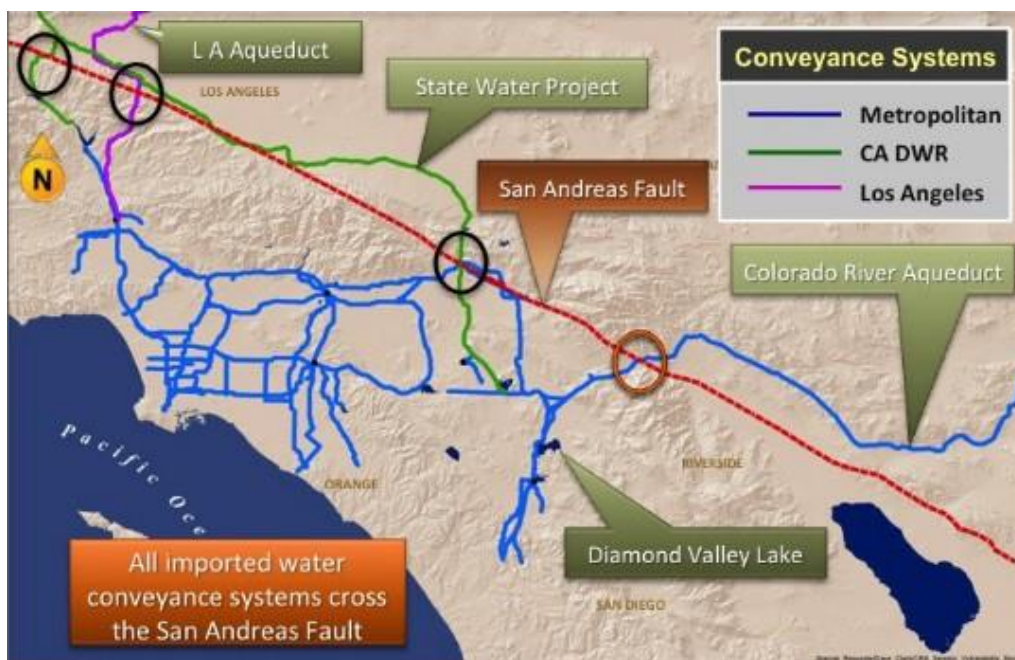 L A Aqueduct
LOS ANGELES
State Water Project
San Andreas Fault
Conveyance Systems
Metropolitan
CA DWR
Los Angeles
Colorado River Aqueduct
N
Pacific Oce
ORANGE
RIVERSIDE
Diamond Valley Lake
SAN DIEGO
All imported water
conveyance systems cross
the San Andreas Fault